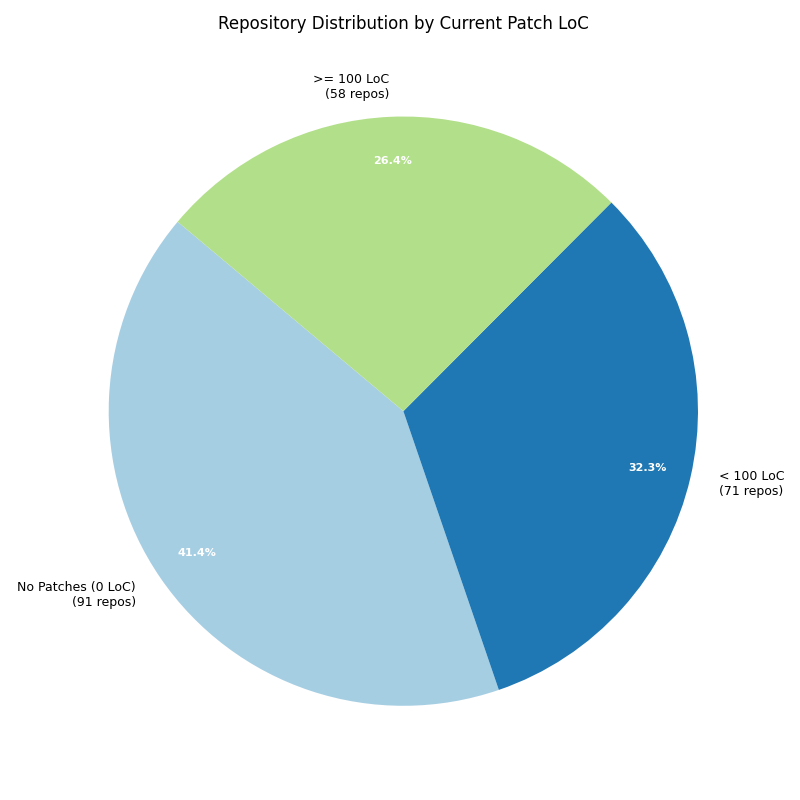 Repository Distribution by Current Patch LoC
>= 100 LoC
(58 repos)
26.4%
32.3%
< 100 LoC
(71 repos)
41.4%
No Patches (0 LoC)
(91 repos)